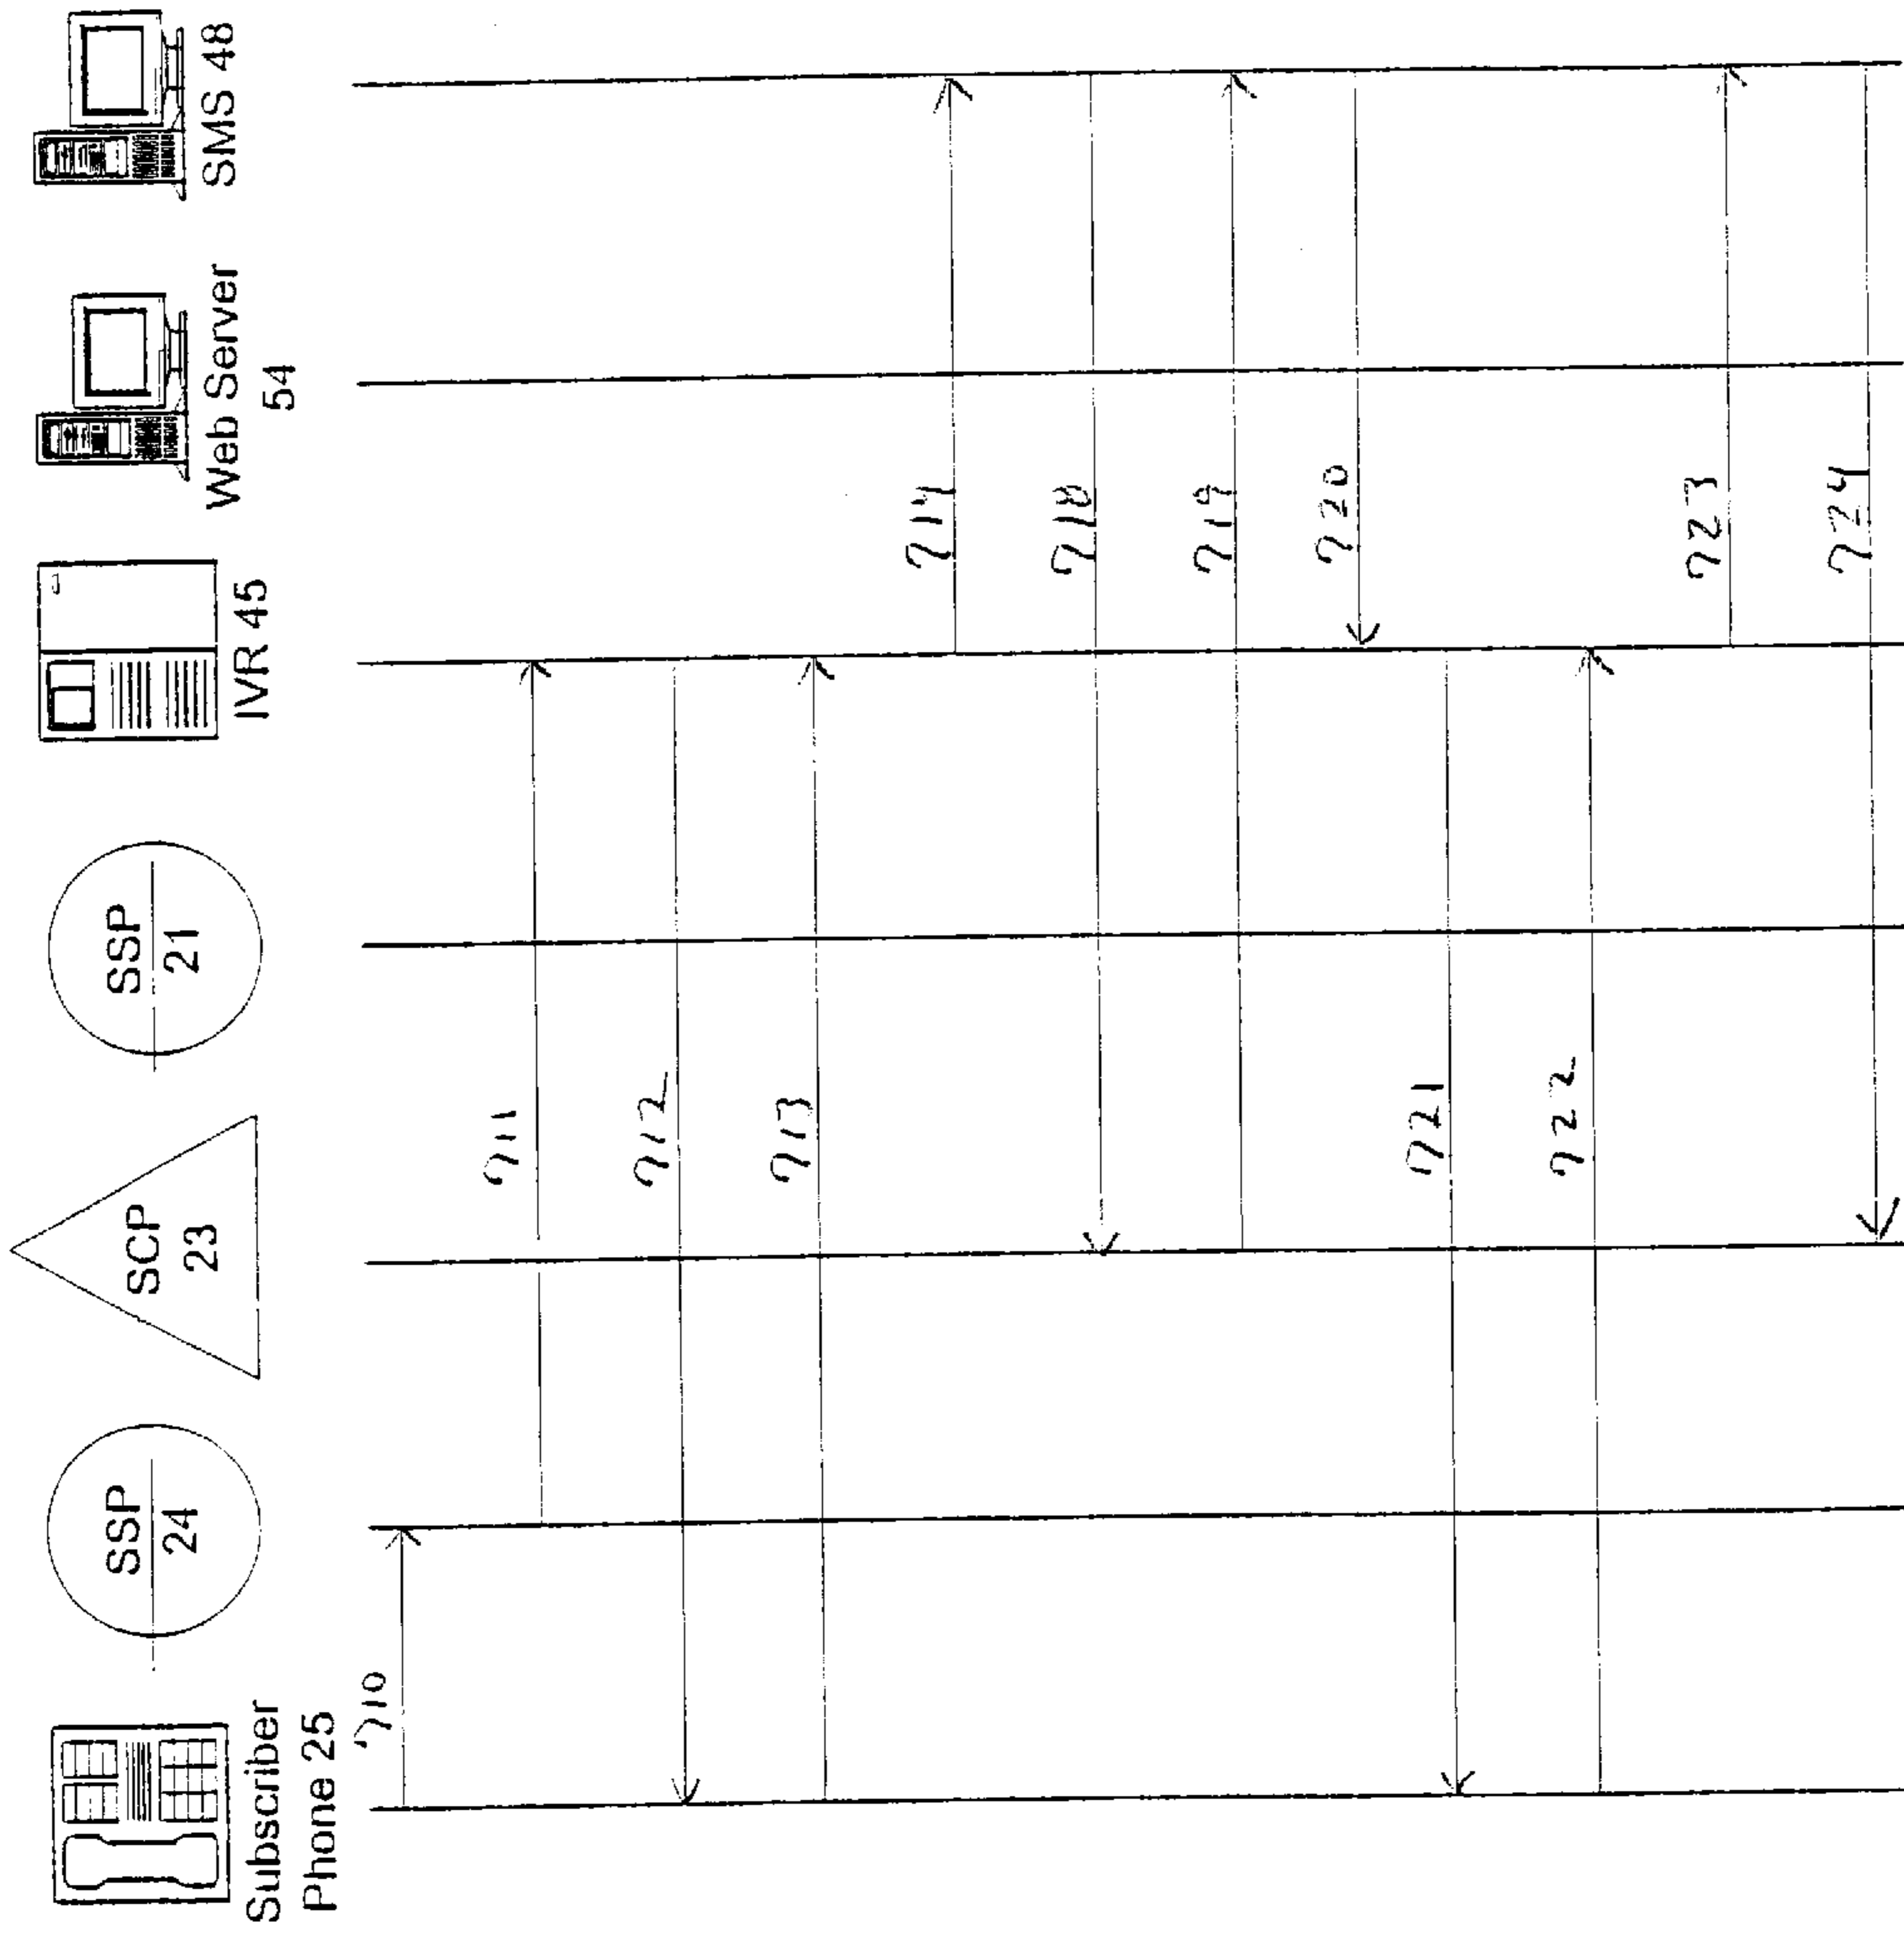 Subscriber
Phone 25
SSP
24
SCP
23
SSP
21
IVR 45
Web Server
54
SMS 48
710
711
712
713
714
718
719
720
721
722
723
724